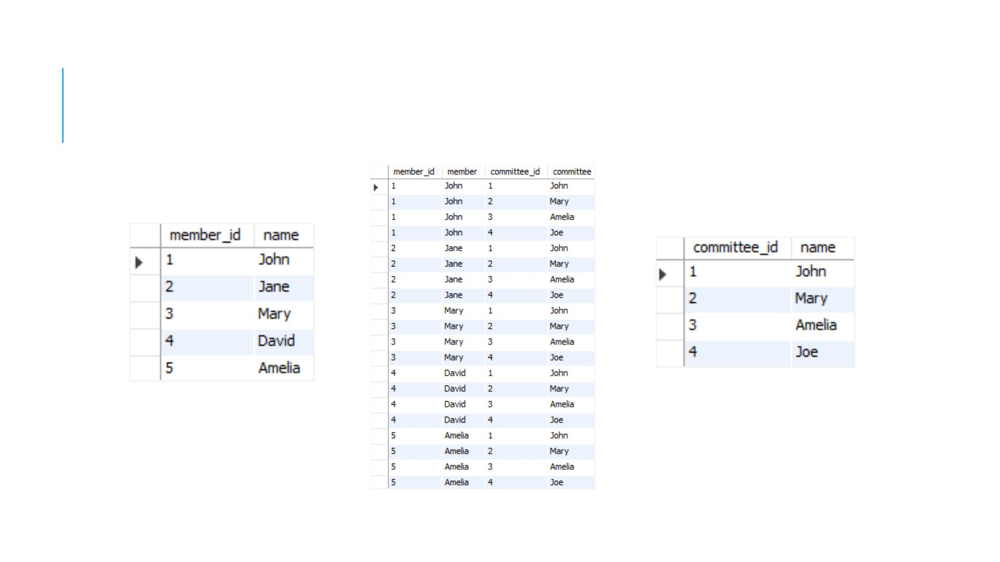 member_id name
1 John
2 Jane
3 Mary
4 David
5 Amelia
member_id member committee_id committee
1 John 1 John
1 John 2 Mary
1 John 3 Amelia
1 John 4 Joe
2 Jane 1 John
2 Jane 2 Mary
2 Jane 3 Amelia
2 Jane 4 Joe
3 Mary 1 John
3 Mary 2 Mary
3 Mary 3 Amelia
3 Mary 4 Joe
4 David 1 John
4 David 2 Mary
4 David 3 Amelia
4 David 4 Joe
5 Amelia 1 John
5 Amelia 2 Mary
5 Amelia 3 Amelia
5 Amelia 4 Joe
committee_id name
1 John
2 Mary
3 Amelia
4 Joe